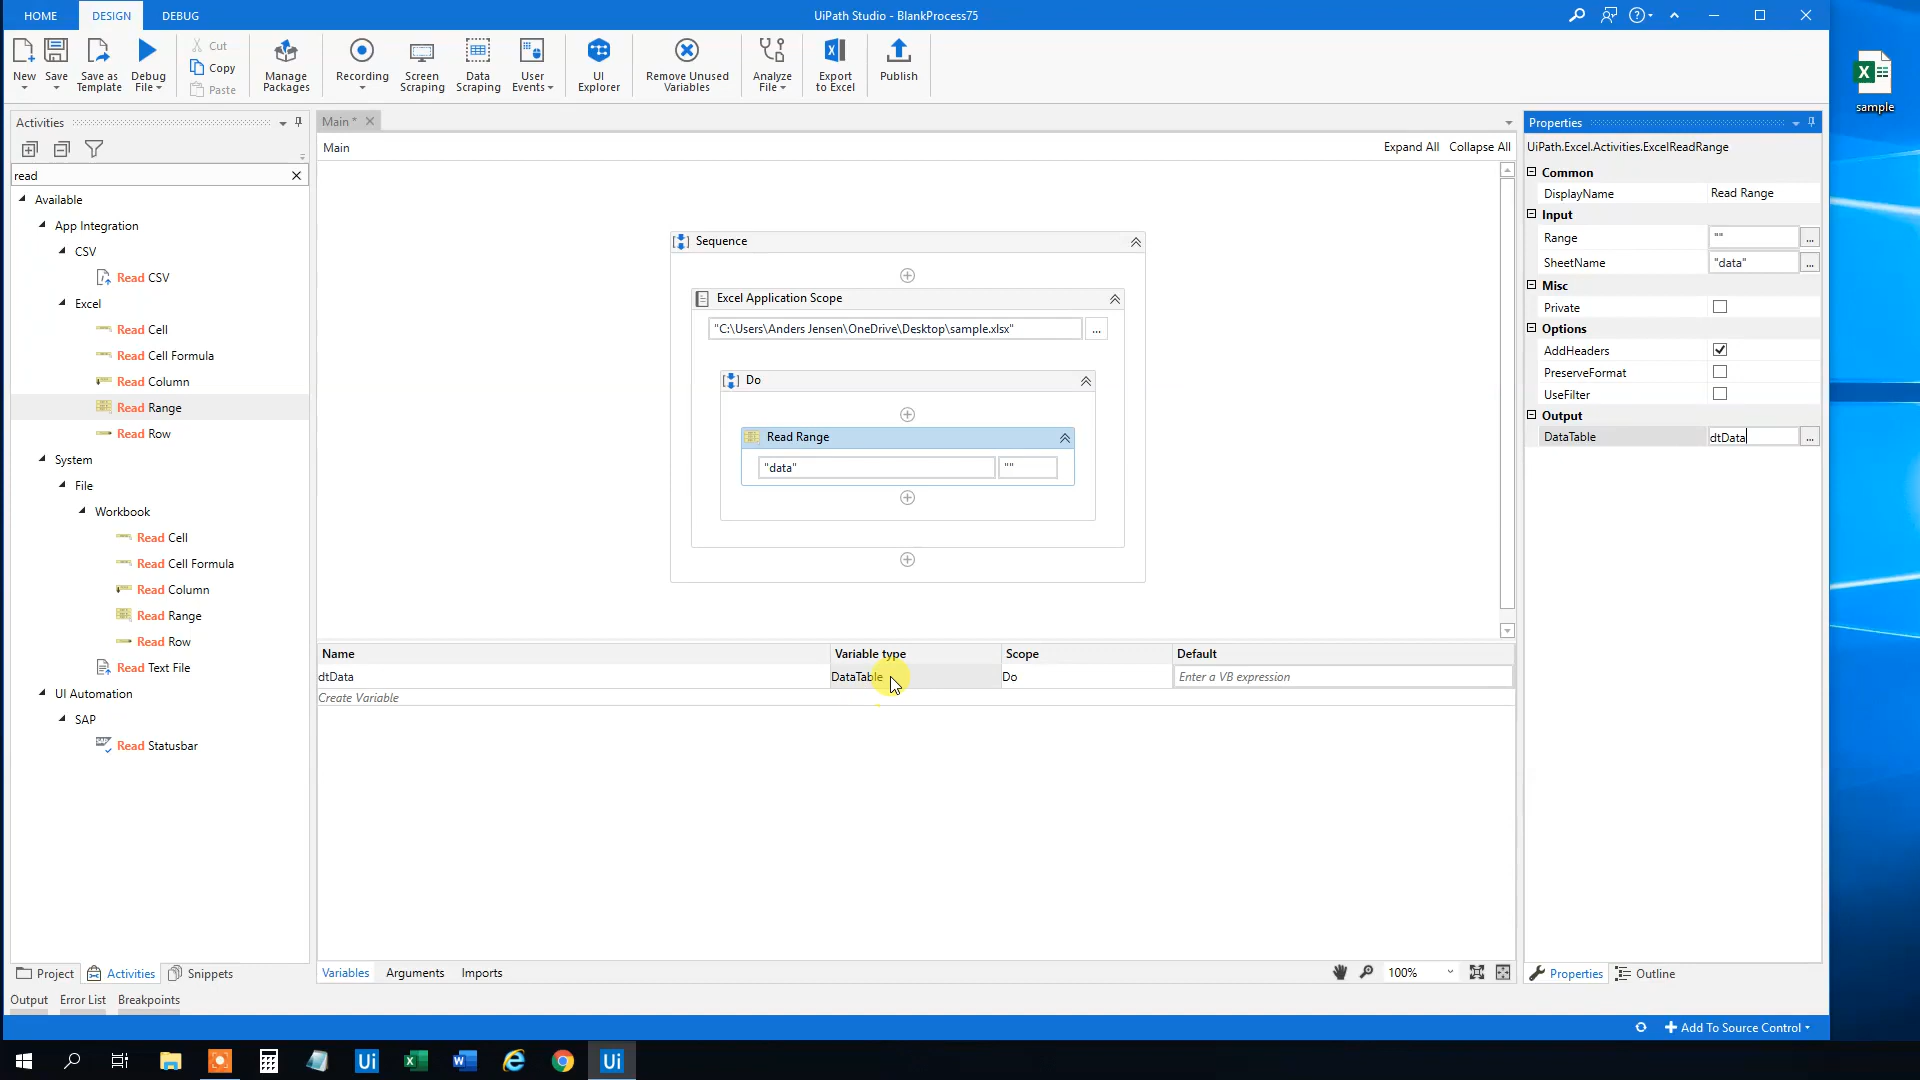 HOME
DESIGN
DEBUG
UiPath Studio - BlankProcess75
New
Save
Save as Template
Debug File
Cut
Copy
Paste
Manage Packages
Recording
Screen Scraping
Data Scraping
User Events
UI Explorer
Remove Unused Variables
Analyze File
Export to Excel
Publish
sample
Activities
read
Available
App Integration
CSV
Read CSV
Excel
Read Cell
Read Cell Formula
Read Column
Read Range
Read Row
System
File
Workbook
Read Cell
Read Cell Formula
Read Column
Read Range
Read Row
Read Text File
UI Automation
SAP
Read Statusbar
Project
Activities
Snippets
Output
Error List
Breakpoints
Main *
Main
Expand All
Collapse All
Sequence
Excel Application Scope
"C:\Users\Anders Jensen\OneDrive\Desktop\sample.xlsx"
...
Do
Read Range
"data"
""
Name
Variable type
Scope
Default
dtData
DataTable
Do
Enter a VB expression
Create Variable
Variables
Arguments
Imports
100%
Properties
UiPath.Excel.Activities.ExcelReadRange
Common
DisplayName
Read Range
Input
Range
""
...
SheetName
"data"
...
Misc
Private
Options
AddHeaders
PreserveFormat
UseFilter
Output
DataTable
dtData
...
Properties
Outline
Add To Source Control
Ui
Ui